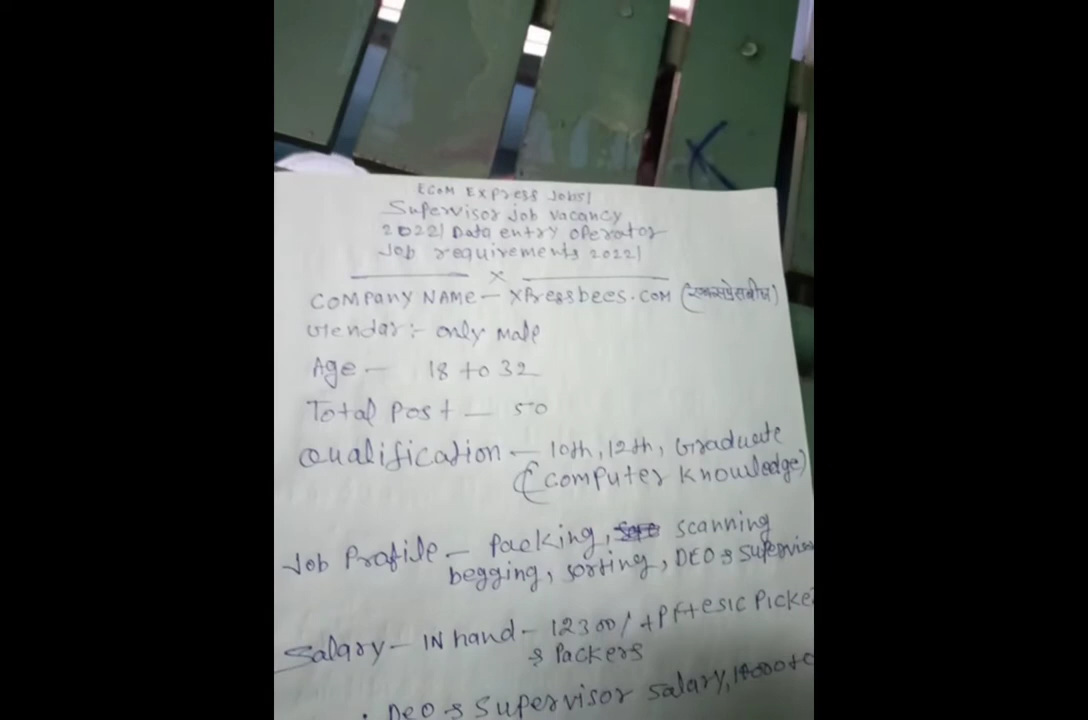 ECOM EXPress Jobs|
Supervisor job vacancy
2022| Data entry operator
Job requirements 2022|
x
COMPany NAME - XPressbees.COM (एक्सप्रेसबीज)
Gendar:- only male
Age - 18 to 32
Total Post - 50
Qualification - 10th, 12th, Graduate
(Computer Knowledge)
Job Profile - Packing, scanning
begging, sorting, DEO & Supervisor
Salary - IN hand - 12300/ +Pf+esic Picke
& Packers
DEO & Supervisor salary,